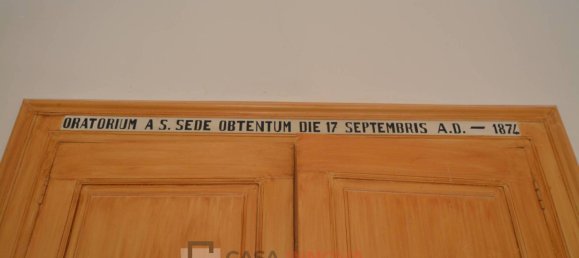 ORATORIUM A S. SEDE OBTENTUM DIE 17 SEPTEMBRIS A.D. — 1874
CASA